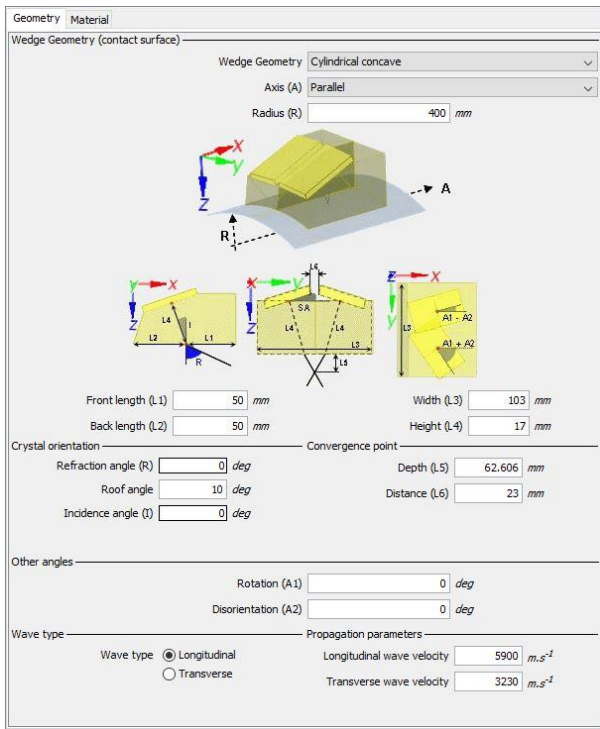 Geometry Material
Wedge Geometry (contact surface)
Wedge Geometry Cylindrical concave
Axis (A) Parallel
Radius (R) 400 mm
X
Y
Z
A
R
Y X
Z
L4
I
L2 L1
R
X Y
Z
L6
SA
L4 L4
L3
L5
Z X
Y
L3
A1 - A2
A1 + A2
Front length (L1) 50 mm Width (L3) 103 mm
Back length (L2) 50 mm Height (L4) 17 mm
Crystal orientation Convergence point
Refraction angle (R) 0 deg Depth (L5) 62.606 mm
Roof angle 10 deg Distance (L6) 23 mm
Incidence angle (I) 0 deg
Other angles
Rotation (A1) 0 deg
Disorientation (A2) 0 deg
Wave type Propagation parameters
Wave type Longitudinal Longitudinal wave velocity 5900 m.s⁻¹
Transverse Transverse wave velocity 3230 m.s⁻¹